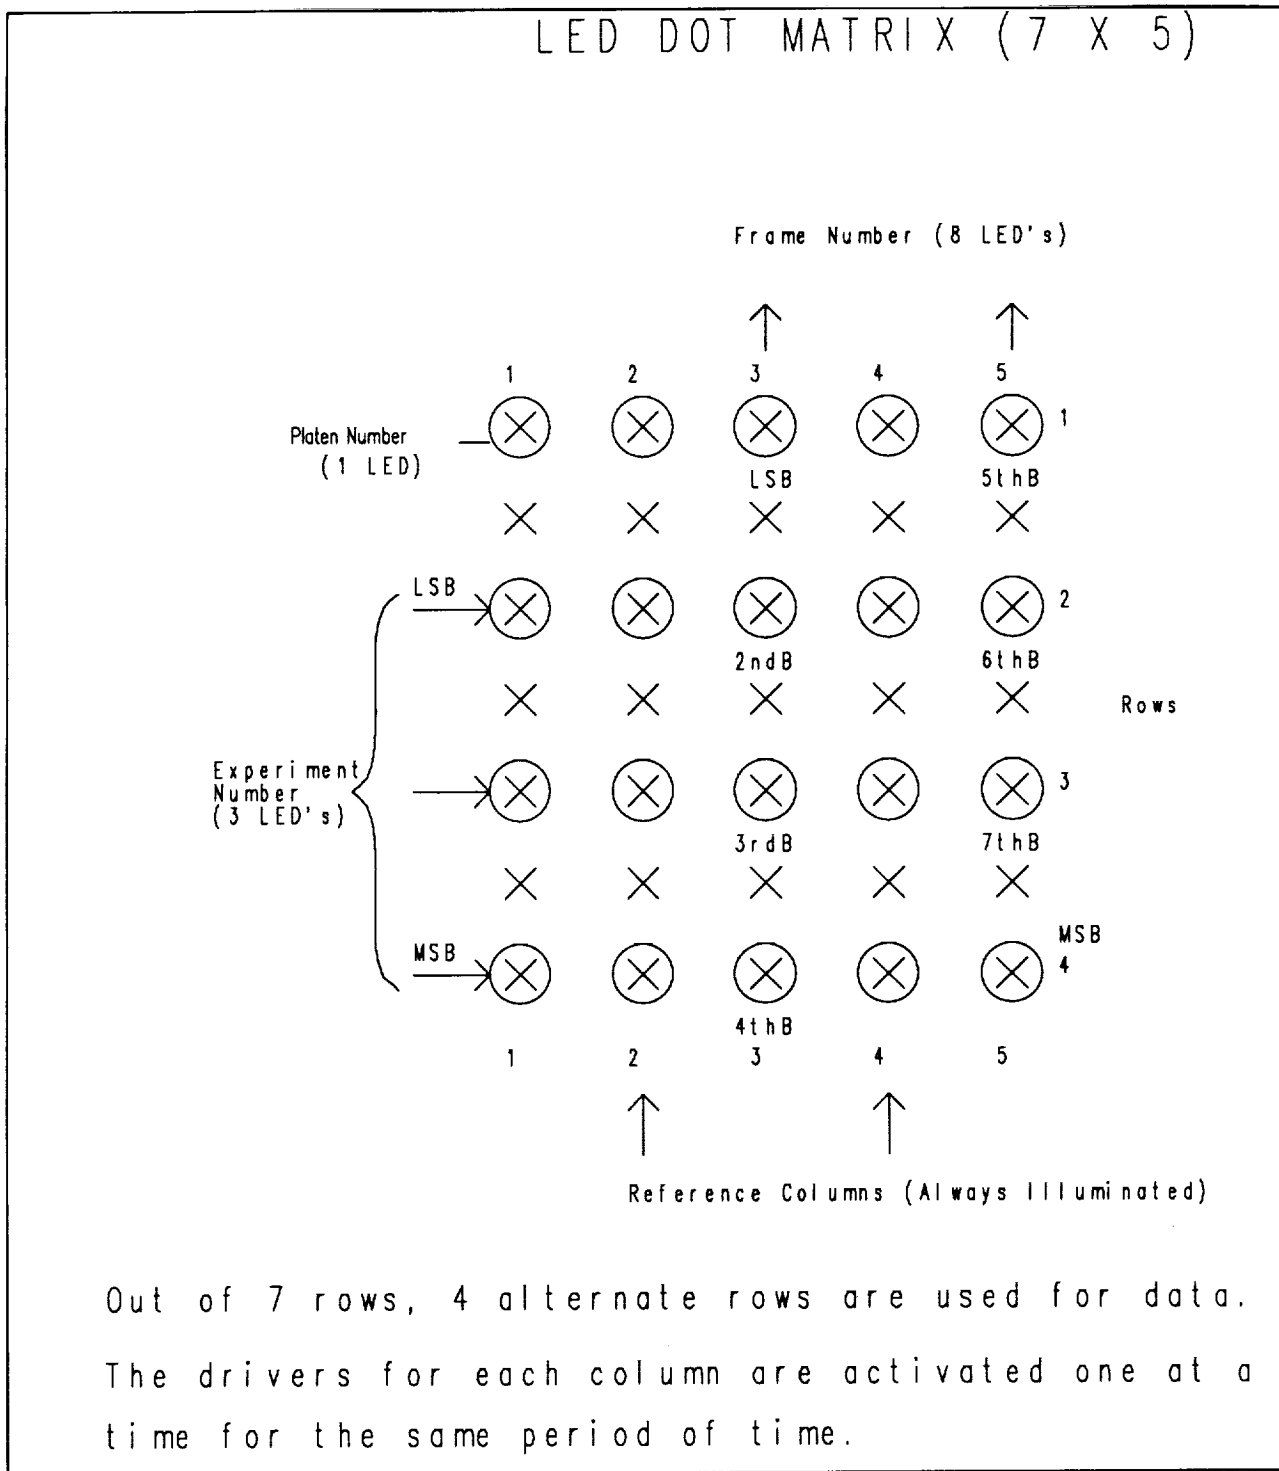 LED DOT MATRIX (7 X 5)
Frame Number (8 LED's)
1 2 3 4 5
Platen Number
(1 LED)
1
LSB 5thB
LSB
2
2ndB 6thB
Rows
Experiment
Number
(3 LED's)
3
3rdB 7thB
MSB
MSB
4
4thB
1 2 3 4 5
Reference Columns (Always Illuminated)
Out of 7 rows, 4 alternate rows are used for data.
The drivers for each column are activated one at a
time for the same period of time.